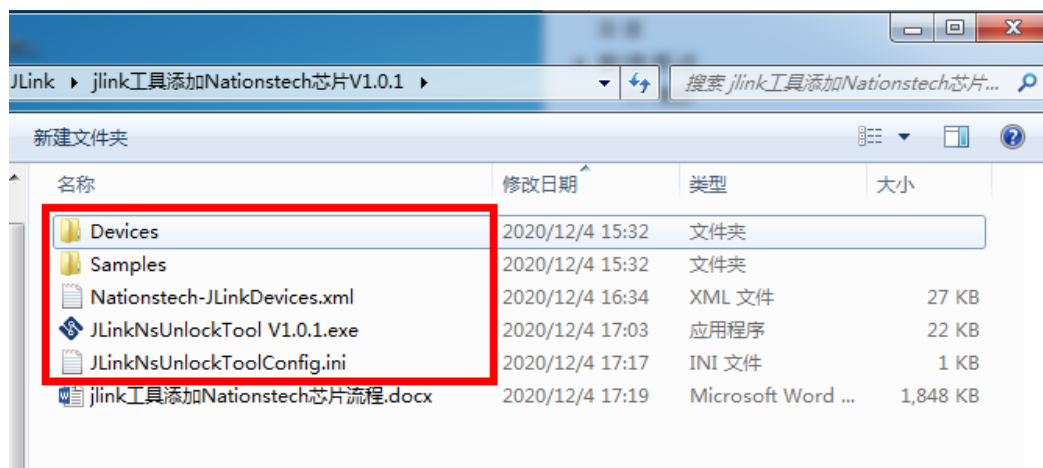 JLink ▸ jlink工具添加Nationstech芯片V1.0.1 ▸ 搜索 jlink工具添加Nationstech芯片...
新建文件夹
名称 修改日期 类型 大小
Devices 2020/12/4 15:32 文件夹
Samples 2020/12/4 15:32 文件夹
Nationstech-JLinkDevices.xml 2020/12/4 16:34 XML 文件 27 KB
JLinkNsUnlockTool V1.0.1.exe 2020/12/4 17:03 应用程序 22 KB
JLinkNsUnlockToolConfig.ini 2020/12/4 17:17 INI 文件 1 KB
jlink工具添加Nationstech芯片流程.docx 2020/12/4 17:19 Microsoft Word ... 1,848 KB